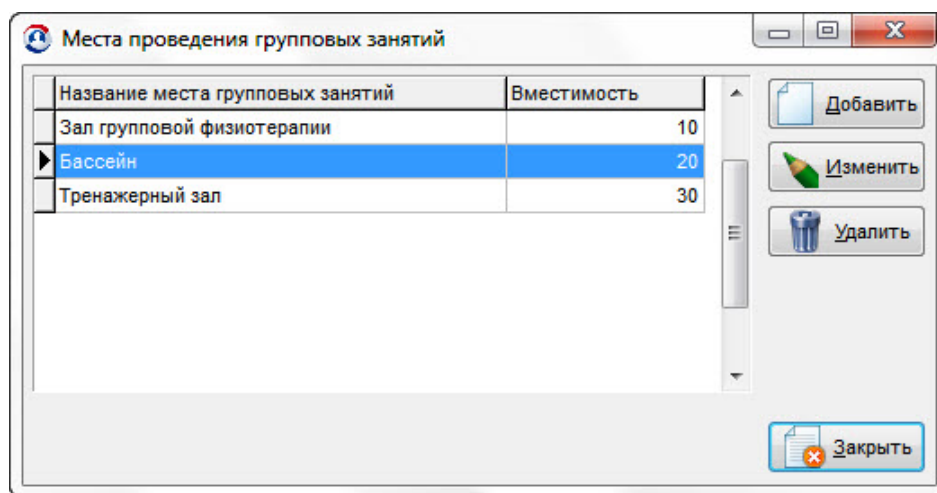 Места проведения групповых занятий
Название места групповых занятий Вместимость
Зал групповой физиотерапии 10
Бассейн 20
Тренажерный зал 30
Добавить
Изменить
Удалить
Закрыть